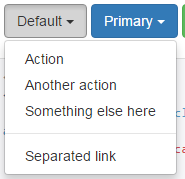 Default Primary
Action
Another action
Something else here
Separated link